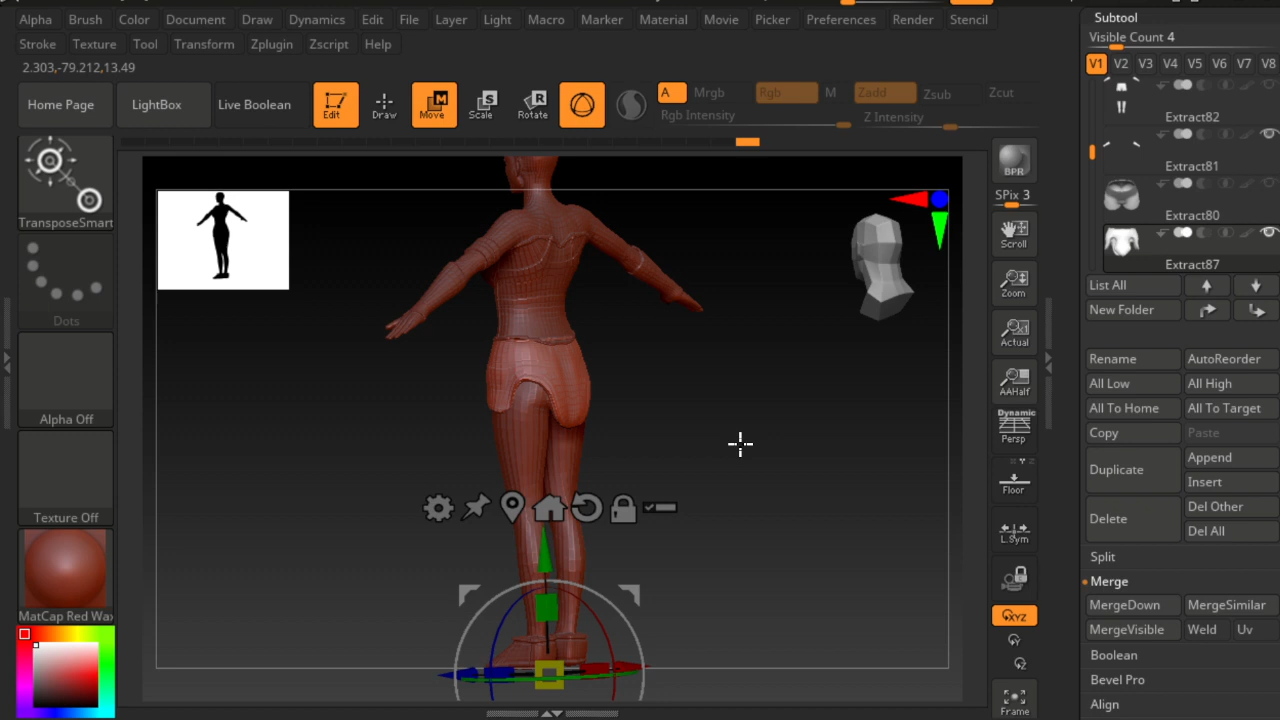 Alpha Brush Color Document Draw Dynamics Edit File Layer Light Macro Marker Material Movie Picker Preferences Render Stencil
Stroke Texture Tool Transform Zplugin Zscript Help
2.303,-79.212,13.49
Home Page LightBox Live Boolean Edit Draw Move Scale Rotate A Mrgb Rgb M Zadd Zsub Zcut
Rgb Intensity Z Intensity
TransposeSmart
Dots
Alpha Off
Texture Off
MatCap Red Wax
BPR
SPix 3
Scroll
Zoom
Actual
AAHalf
Dynamic
Persp
Floor
L.Sym
XYZ
Y
Z
Frame
Subtool
Visible Count 4
V1 V2 V3 V4 V5 V6 V7 V8
Extract82
Extract81
Extract80
Extract87
List All
New Folder
Rename AutoReorder
All Low All High
All To Home All To Target
Copy Paste
Duplicate Append
Insert
Delete Del Other
Del All
Split
Merge
MergeDown MergeSimilar
MergeVisible Weld Uv
Boolean
Bevel Pro
Align